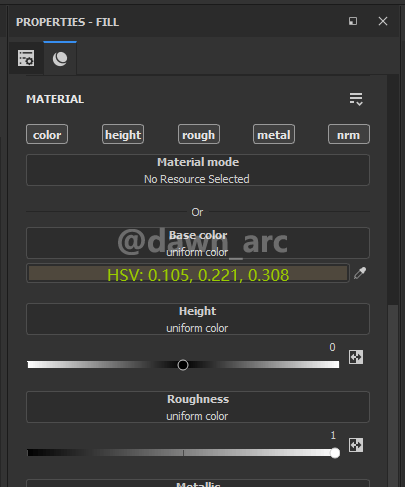 PROPERTIES - FILL
MATERIAL
color height rough metal nrm
Material mode
No Resource Selected
Or
@dawn_arc
Base color
uniform color
HSV: 0.105, 0.221, 0.308
Height
uniform color
0
Roughness
uniform color
1
Metallic